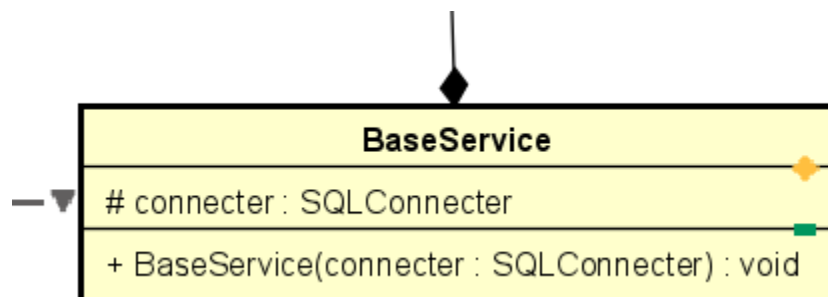 BaseService
# connecter : SQLConnecter
+ BaseService(connecter : SQLConnecter) : void